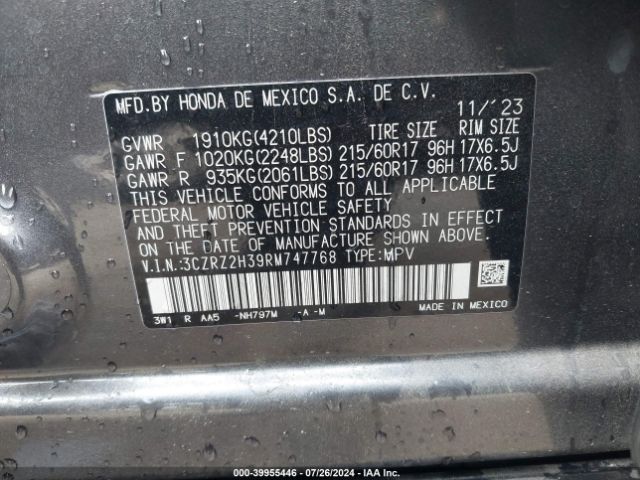 MFD.BY HONDA DE MEXICO S.A. DE C.V. 11/'23
GVWR 1910KG(4210LBS) TIRE SIZE RIM SIZE
GAWR F 1020KG(2248LBS) 215/60R17 96H 17X6.5J
GAWR R 935KG(2061LBS) 215/60R17 96H 17X6.5J
THIS VEHICLE CONFORMS TO ALL APPLICABLE
FEDERAL MOTOR VEHICLE SAFETY
AND THEFT PREVENTION STANDARDS IN EFFECT
ON THE DATE OF MANUFACTURE SHOWN ABOVE.
V.I.N.:3CZRZ2H39RM747768 TYPE:MPV
3W1 R AA5 -NH797M -A -M MADE IN MEXICO
000-39955446 - 07/26/2024 - IAA Inc.